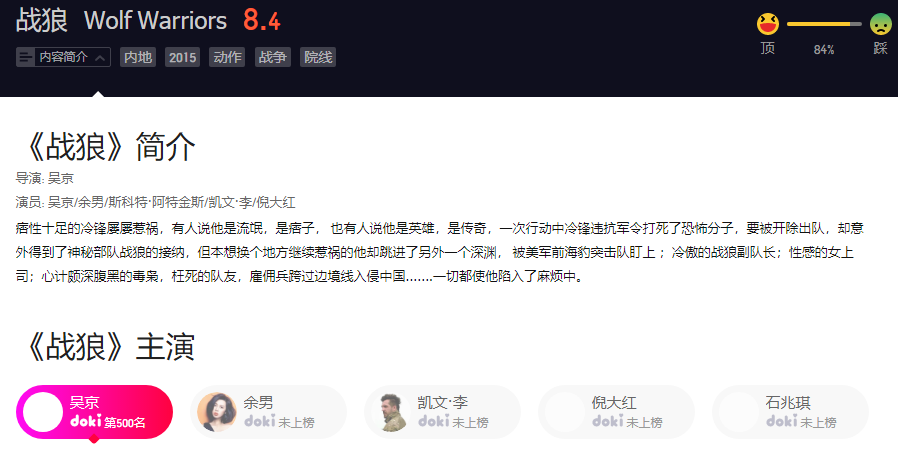 战狼 Wolf Warriors 8.4
内容简介 内地 2015 动作 战争 院线
顶 84% 踩
《战狼》简介
导演: 吴京
演员: 吴京/余男/斯科特·阿特金斯/凯文·李/倪大红
痞性十足的冷锋屡屡惹祸，有人说他是流氓，是痞子， 也有人说他是英雄，是传奇，一次行动中冷锋违抗军令打死了恐怖分子，要被开除出队，却意
外得到了神秘部队战狼的接纳，但本想换个地方继续惹祸的他却跳进了另外一个深渊， 被美军前海豹突击队盯上 ；冷傲的战狼副队长；性感的女上
司；心计颇深腹黑的毒枭，枉死的队友，雇佣兵跨过边境线入侵中国.......一切都使他陷入了麻烦中。
《战狼》主演
吴京 余男 凯文·李 倪大红 石兆琪
doki 第500名 doki 未上榜 doki 未上榜 doki 未上榜 doki 未上榜